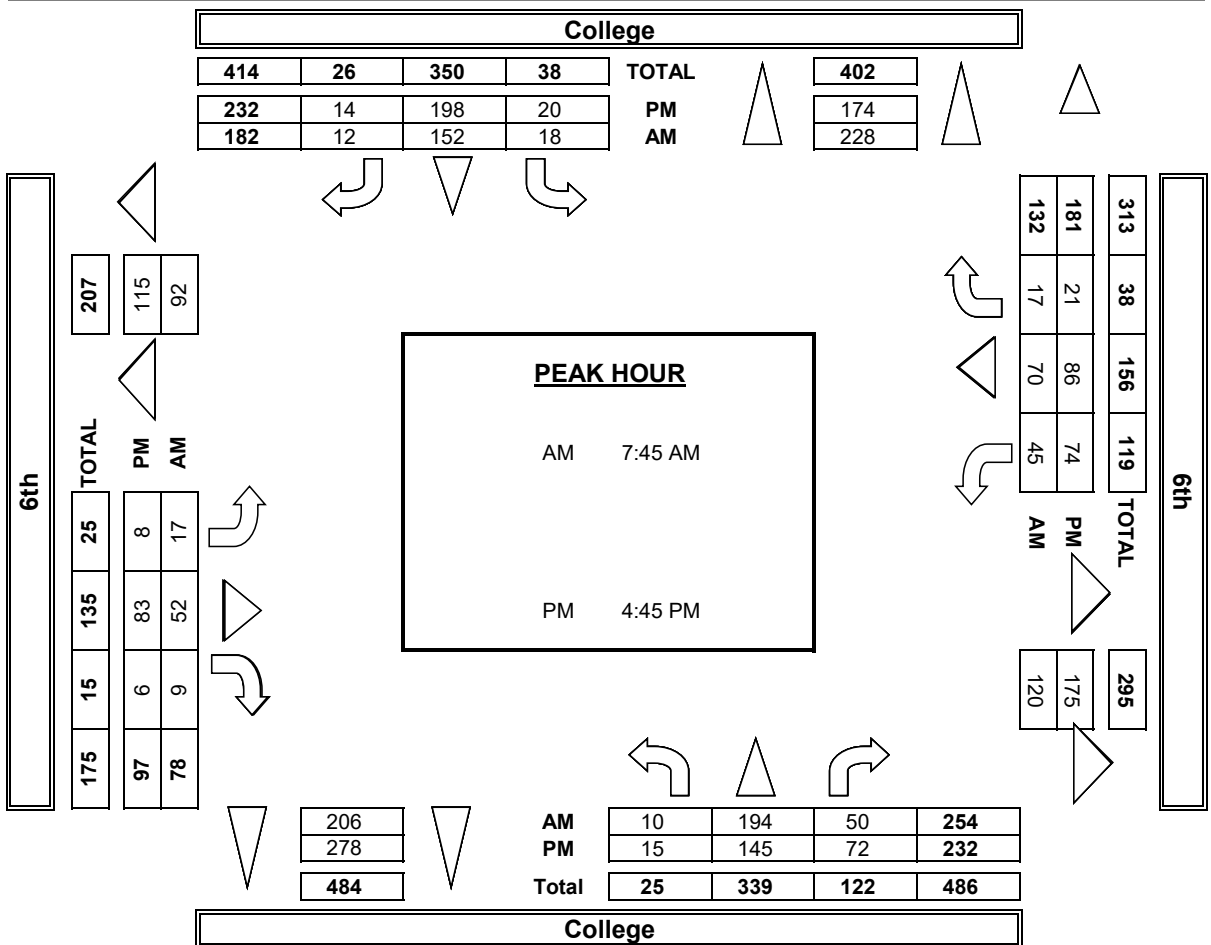 College
414 26 350 38 TOTAL 402
232 14 198 20 PM 174
182 12 152 18 AM 228
6th
207
115
92
TOTAL
PM
AM
25 135 15 175
8 83 6 97
17 52 9 78
PEAK HOUR
AM 7:45 AM
PM 4:45 PM
313 38 156 119 TOTAL 295
181 21 86 74 PM 175
132 17 70 45 AM 120
6th
206 AM 10 194 50 254
278 PM 15 145 72 232
484 Total 25 339 122 486
College